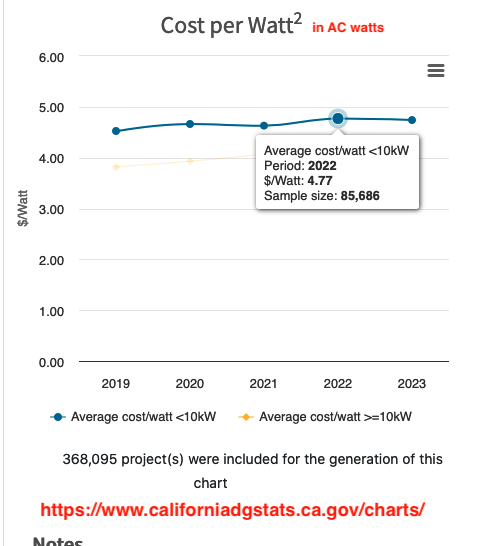 Cost per Watt2 in AC watts
6.00
5.00
4.00
3.00
2.00
1.00
0.00
$/Watt
Average cost/watt <10kW
Period: 2022
$/Watt: 4.77
Sample size: 85,686
2019 2020 2021 2022 2023
Average cost/watt <10kW Average cost/watt >=10kW
368,095 project(s) were included for the generation of this
chart
https://www.californiadgstats.ca.gov/charts/
Notes